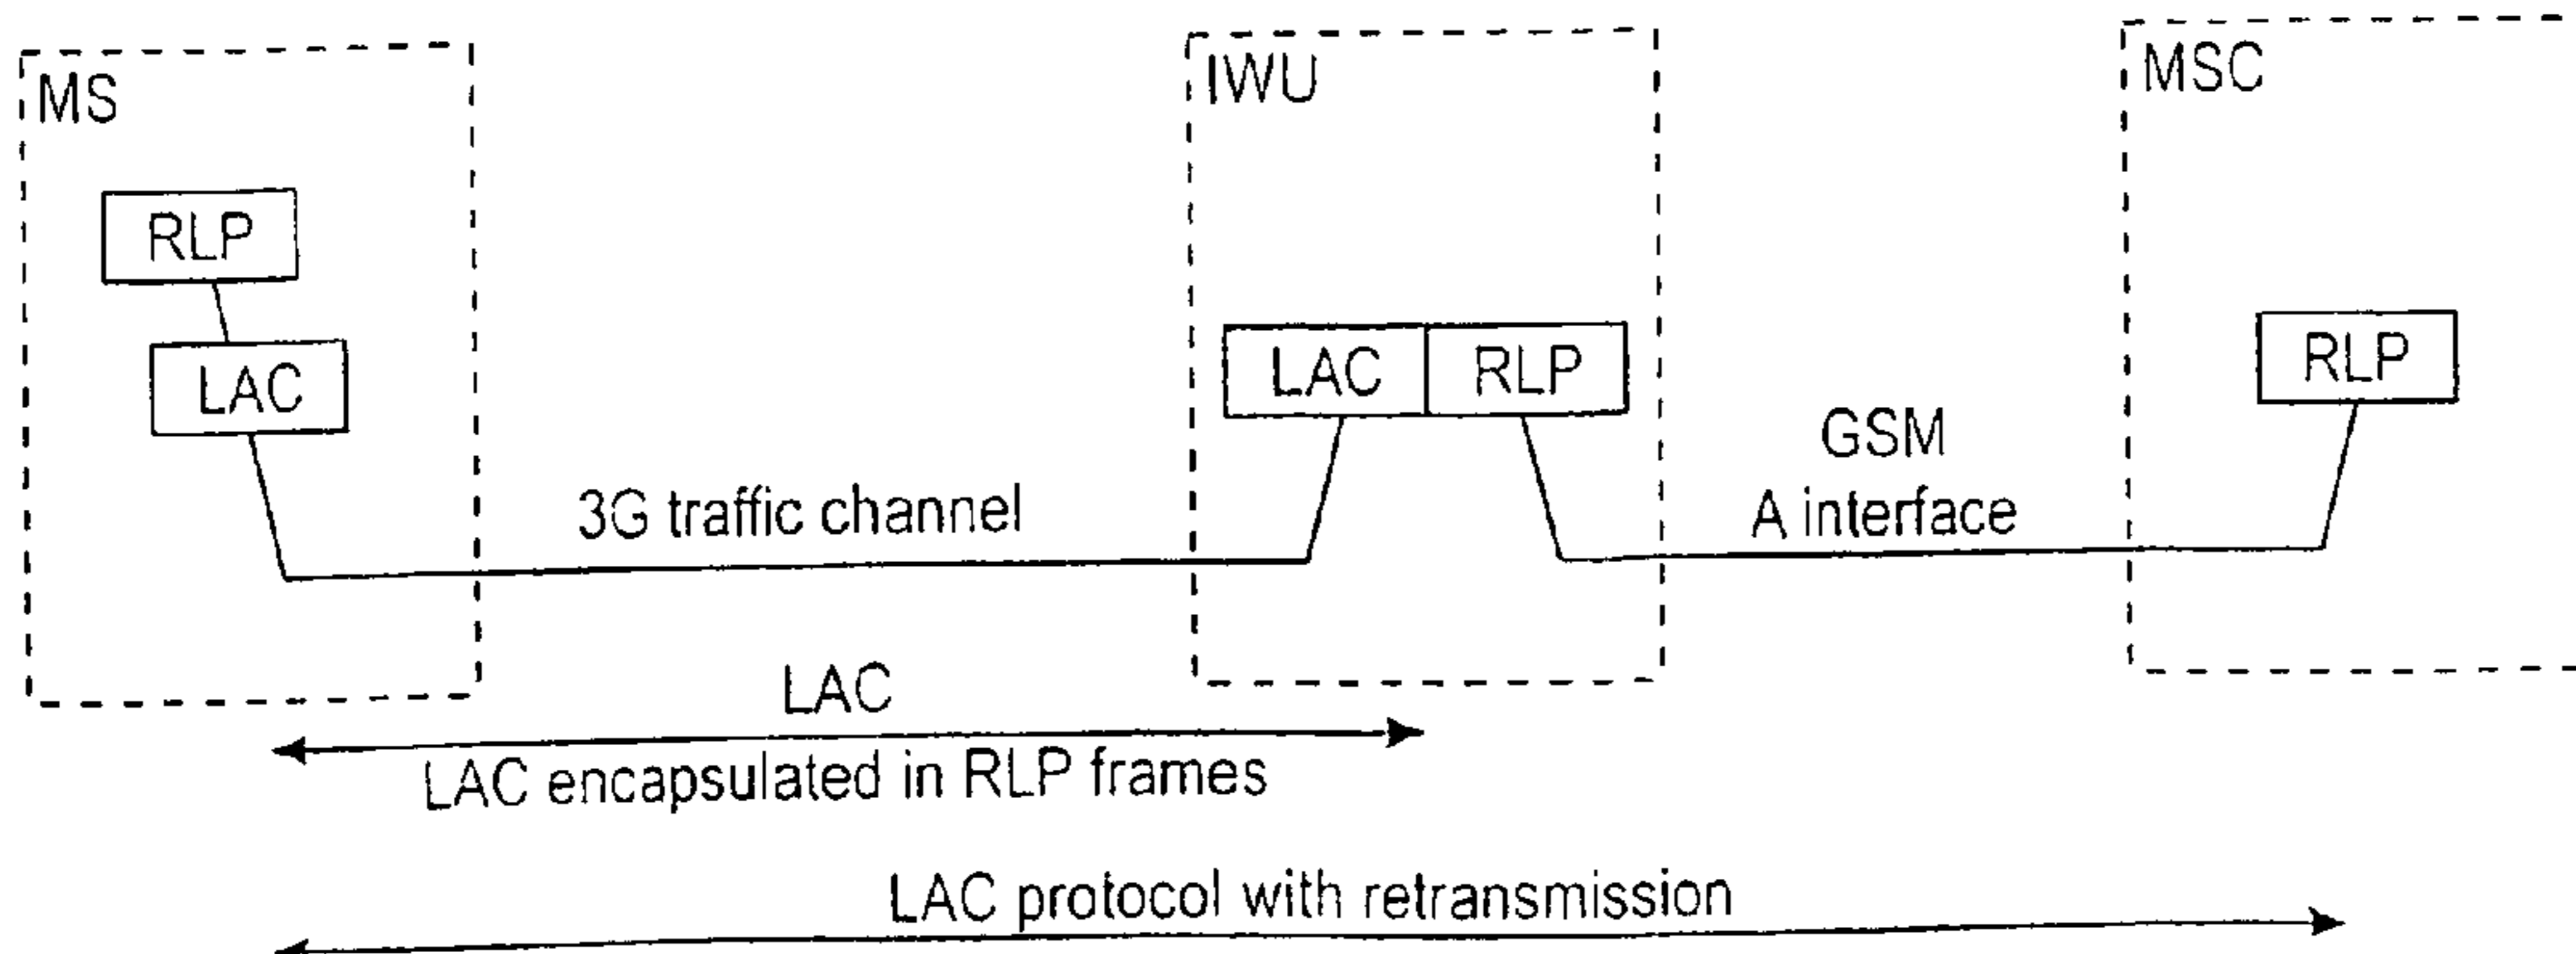 MS
IWU
MSC
RLP
LAC
LAC
RLP
RLP
3G traffic channel
GSM
A interface
LAC
LAC encapsulated in RLP frames
LAC protocol with retransmission